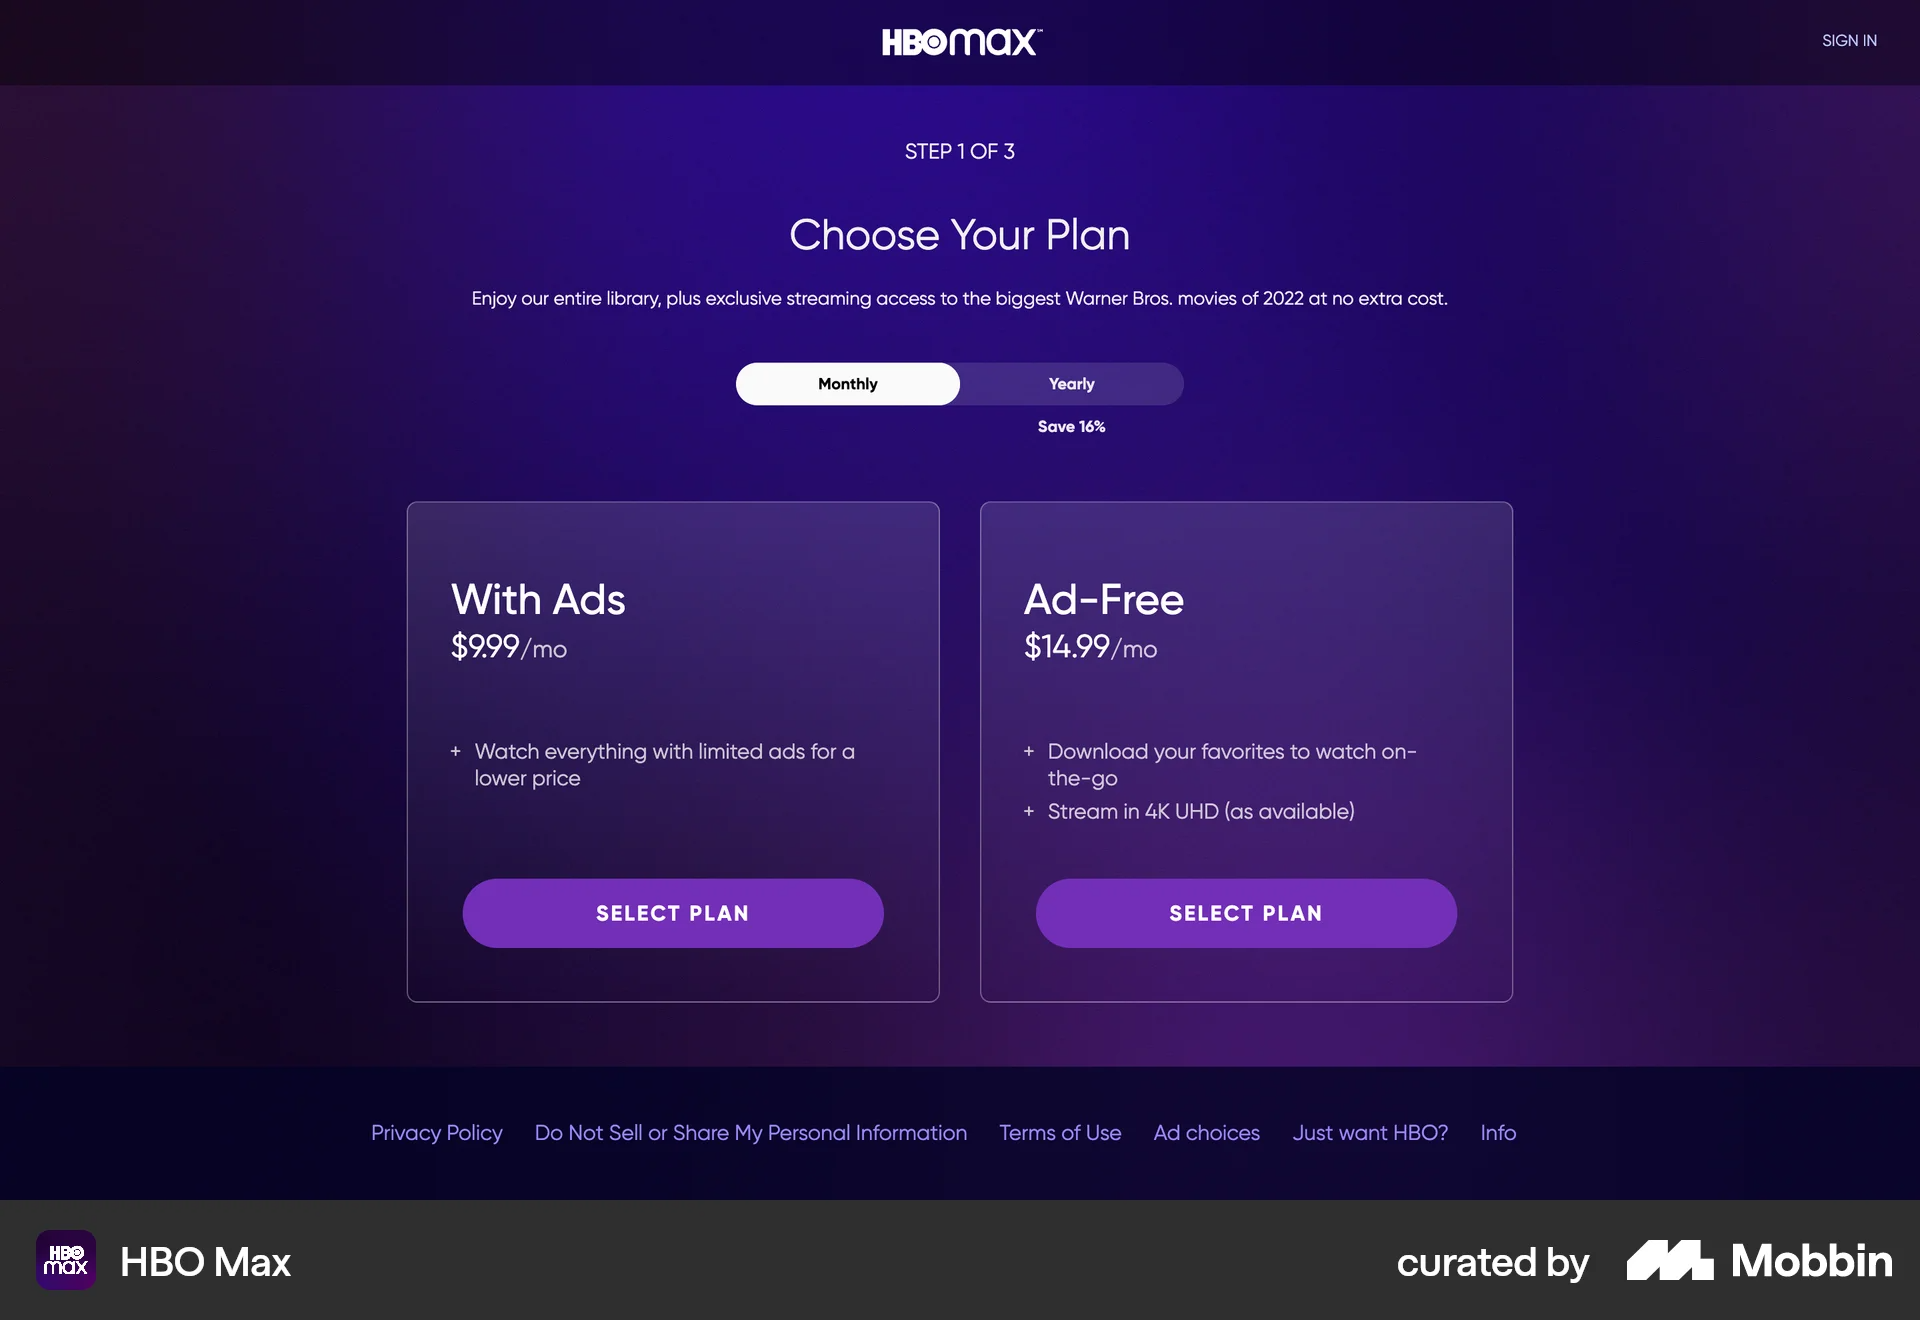 HBOmax™
SIGN IN
STEP 1 OF 3
Choose Your Plan
Enjoy our entire library, plus exclusive streaming access to the biggest Warner Bros. movies of 2022 at no extra cost.
Monthly
Yearly
Save 16%
With Ads
$9.99/mo
+ Watch everything with limited ads for a
lower price
SELECT PLAN
Ad-Free
$14.99/mo
+ Download your favorites to watch on-
the-go
+ Stream in 4K UHD (as available)
SELECT PLAN
Privacy Policy
Do Not Sell or Share My Personal Information
Terms of Use
Ad choices
Just want HBO?
Info
HBO
max
HBO Max
curated by
Mobbin